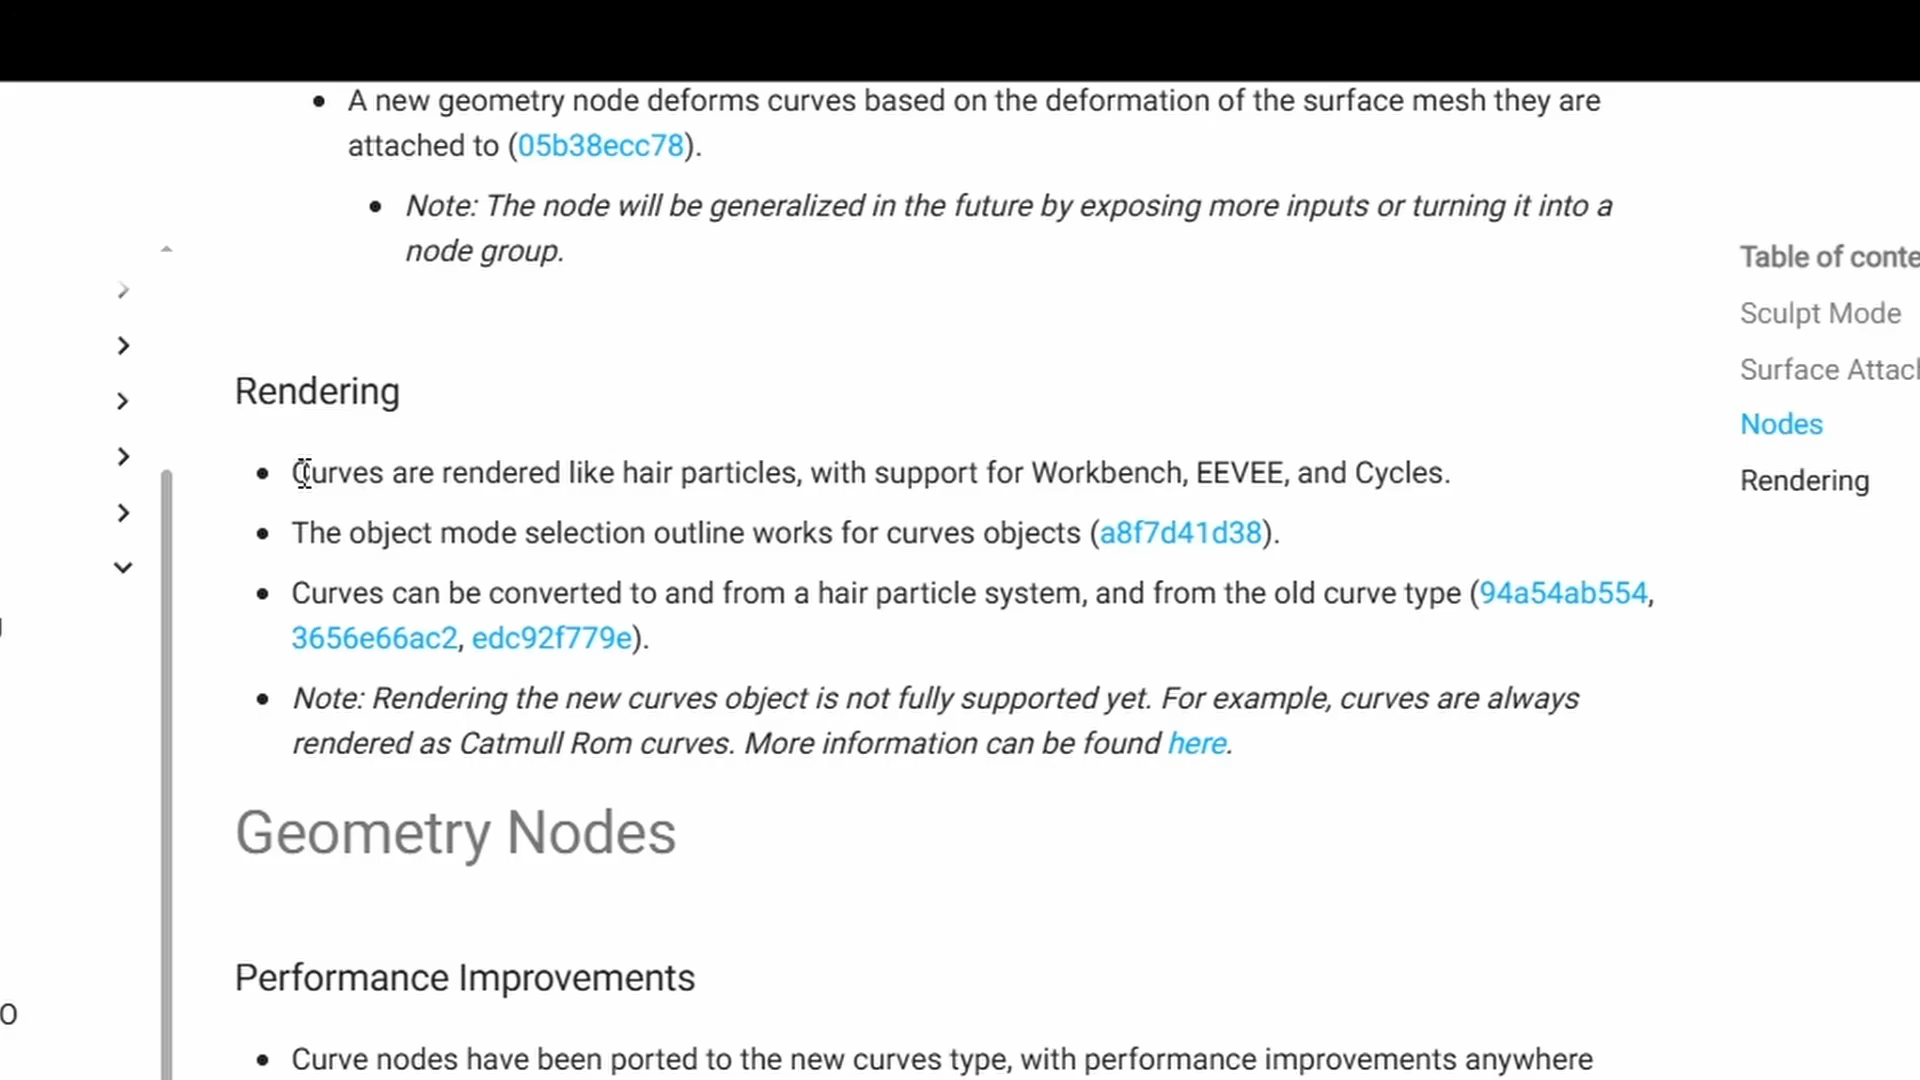 A new geometry node deforms curves based on the deformation of the surface mesh they are
attached to (05b38ecc78).
Note: The node will be generalized in the future by exposing more inputs or turning it into a
node group.
Rendering
Curves are rendered like hair particles, with support for Workbench, EEVEE, and Cycles.
The object mode selection outline works for curves objects (a8f7d41d38).
Curves can be converted to and from a hair particle system, and from the old curve type (94a54ab554,
3656e66ac2, edc92f779e).
Note: Rendering the new curves object is not fully supported yet. For example, curves are always
rendered as Catmull Rom curves. More information can be found here.
Geometry Nodes
Performance Improvements
Curve nodes have been ported to the new curves type, with performance improvements anywhere
Table of conte
Sculpt Mode
Surface Attach
Nodes
Rendering